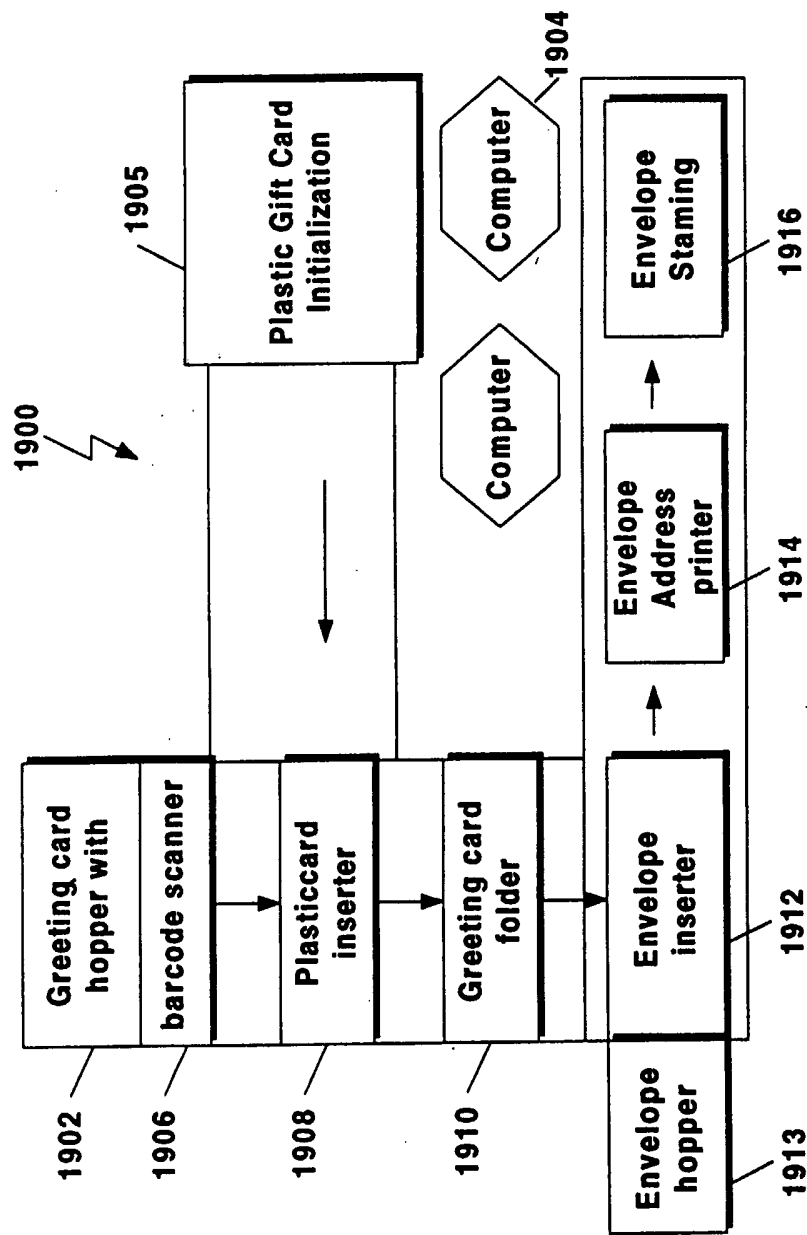 1900
1902
Greeting card
hopper with
1906
barcode scanner
1908
Plasticcard
inserter
1910
Greeting card
folder
1905
Plastic Gift Card
Initialization
Computer
Computer
1904
Envelope
hopper
1913
Envelope
inserter
1912
Envelope
Address
printer
1914
Envelope
Staming
1916